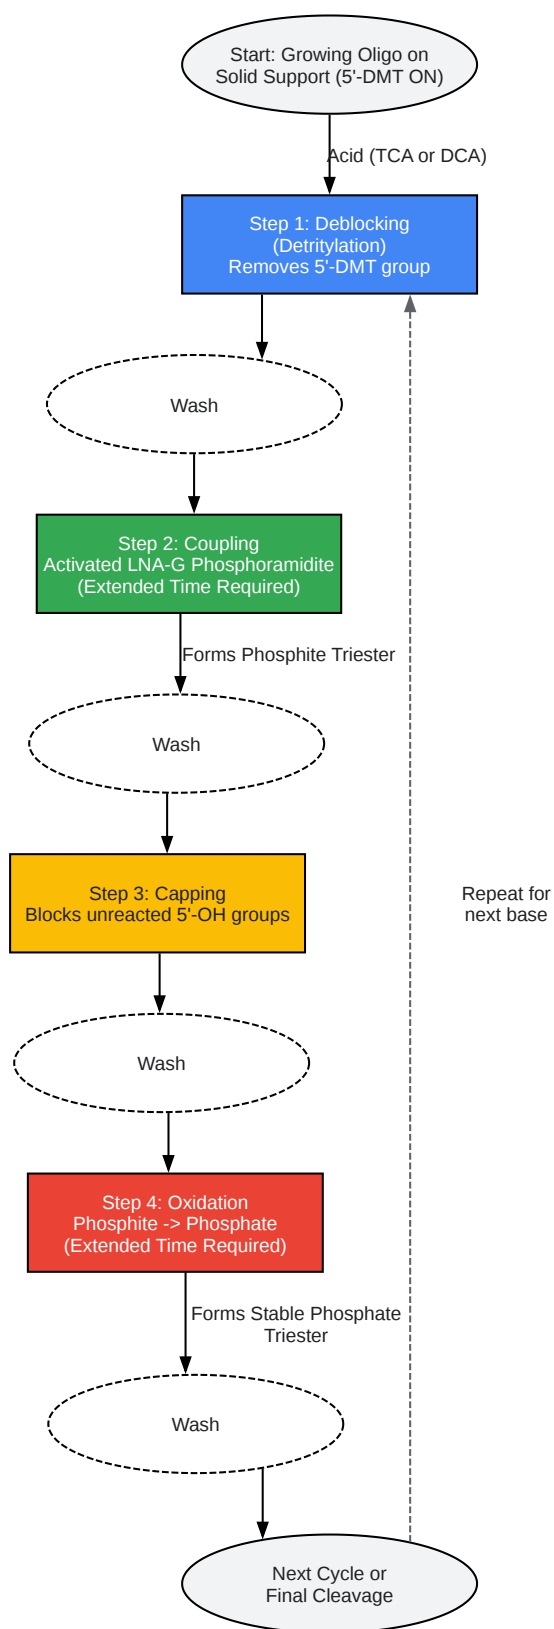 Start: Growing Oligo on
Solid Support (5'-DMT ON)
Acid (TCA or DCA)
Step 1: Deblocking
(Detritylation)
Removes 5'-DMT group
Wash
Step 2: Coupling
Activated LNA-G Phosphoramidite
(Extended Time Required)
Forms Phosphite Triester
Wash
Step 3: Capping
Blocks unreacted 5'-OH groups
Repeat for
next base
Wash
Step 4: Oxidation
Phosphite -> Phosphate
(Extended Time Required)
Forms Stable Phosphate
Triester
Wash
Next Cycle or
Final Cleavage